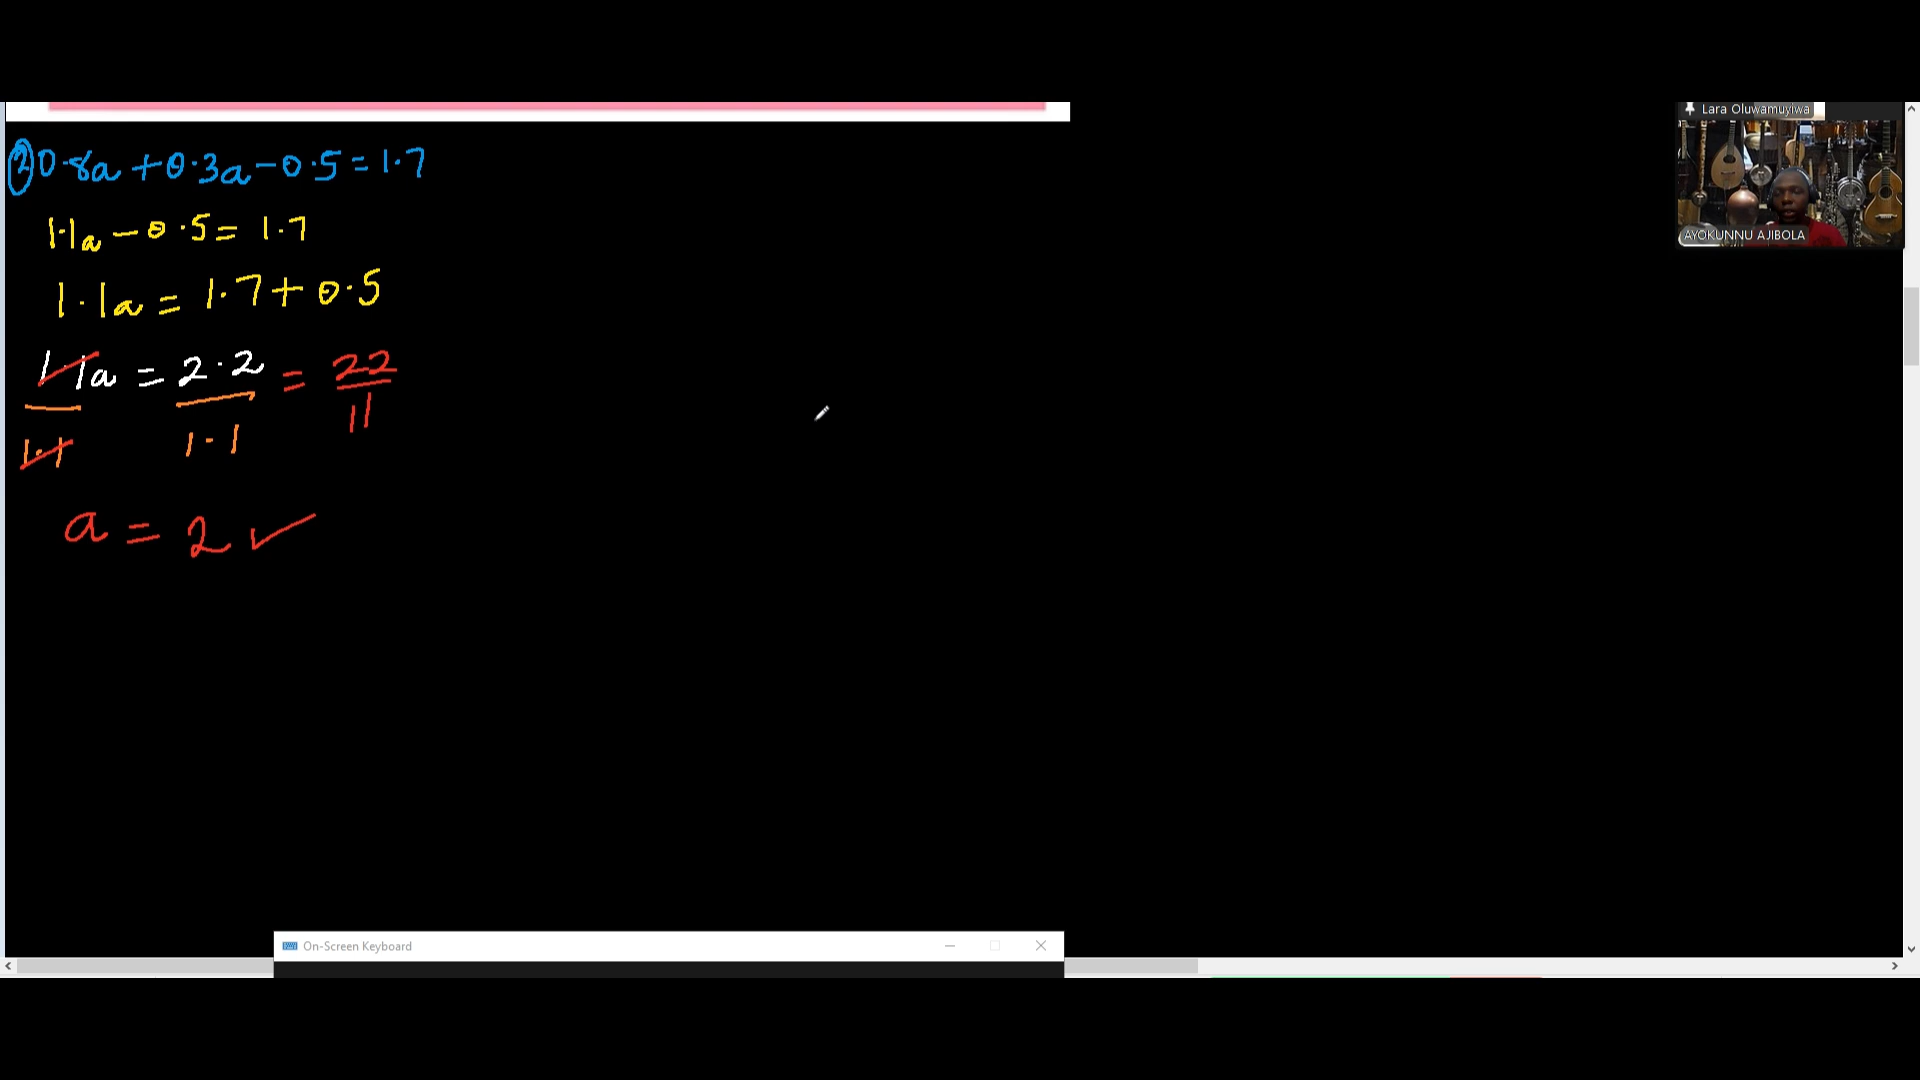 Lara Oluwamuyiwa
AYOKUNNU AJIBOLA
② 0.8a + 0.3a - 0.5 = 1.7
1.1a - 0.5 = 1.7
1.1a = 1.7 + 0.5
1.1a = 2.2 = 22
1.1 1.1 11
a = 2 ✓
On-Screen Keyboard